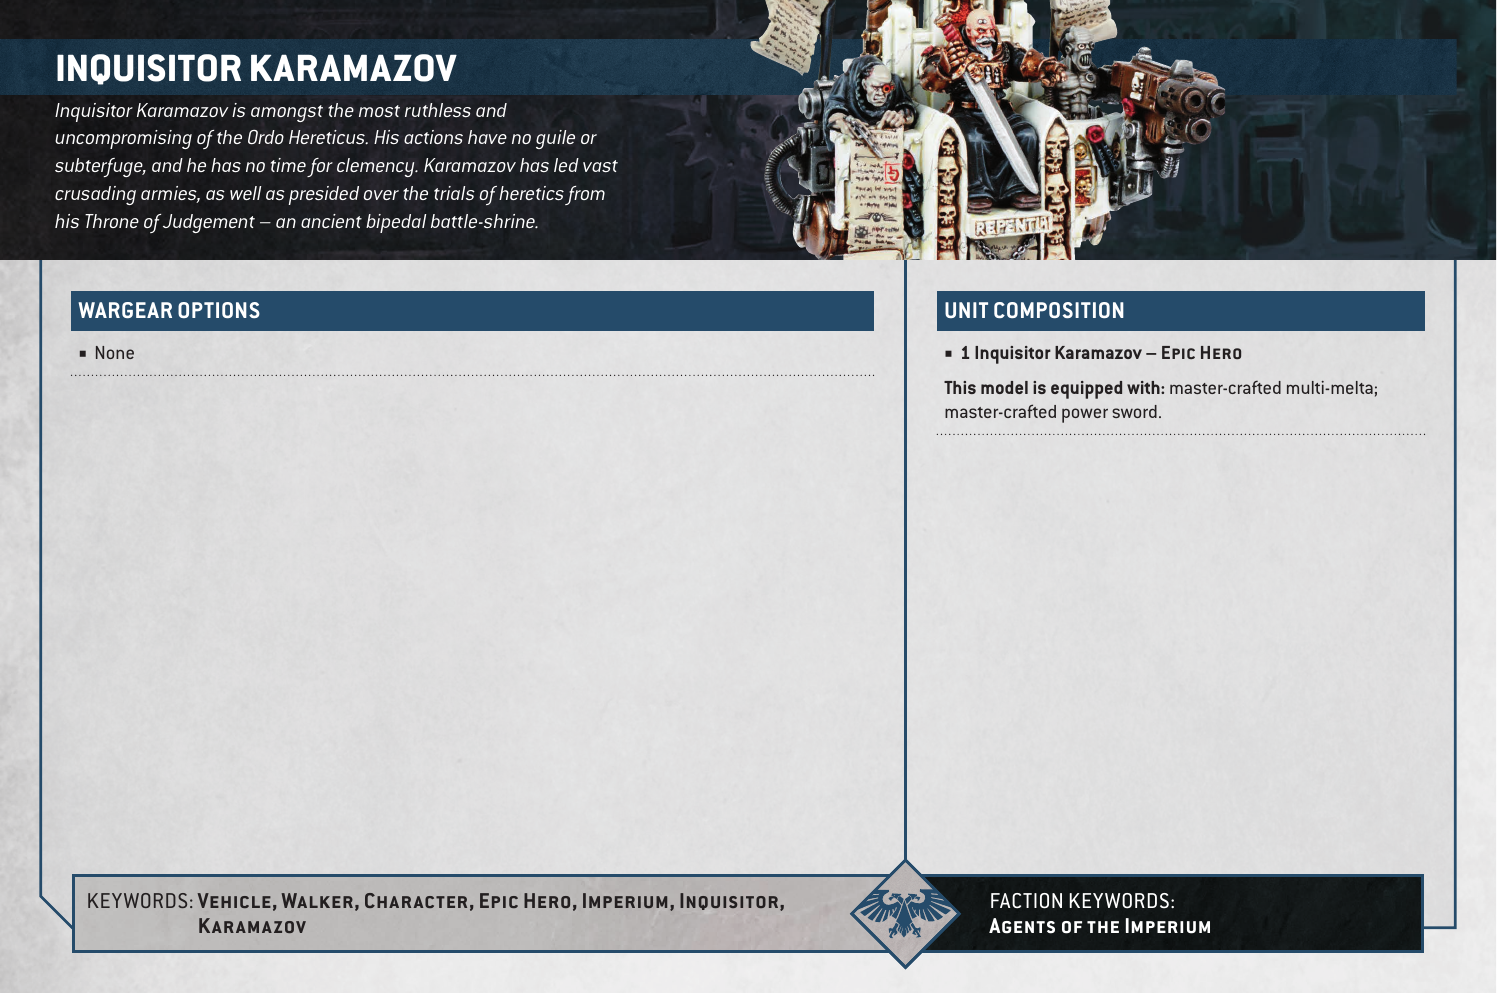 INQUISITOR KARAMAZOV
Inquisitor Karamazov is amongst the most ruthless and
uncompromising of the Ordo Hereticus. His actions have no guile or
subterfuge, and he has no time for clemency. Karamazov has led vast
crusading armies, as well as presided over the trials of heretics from
his Throne of Judgement – an ancient bipedal battle-shrine.
REPENTIA
WARGEAR OPTIONS
▪ None
UNIT COMPOSITION
▪ 1 Inquisitor Karamazov – EPIC HERO
This model is equipped with: master-crafted multi-melta;
master-crafted power sword.
KEYWORDS: VEHICLE, WALKER, CHARACTER, EPIC HERO, IMPERIUM, INQUISITOR,
KARAMAZOV
FACTION KEYWORDS:
AGENTS OF THE IMPERIUM